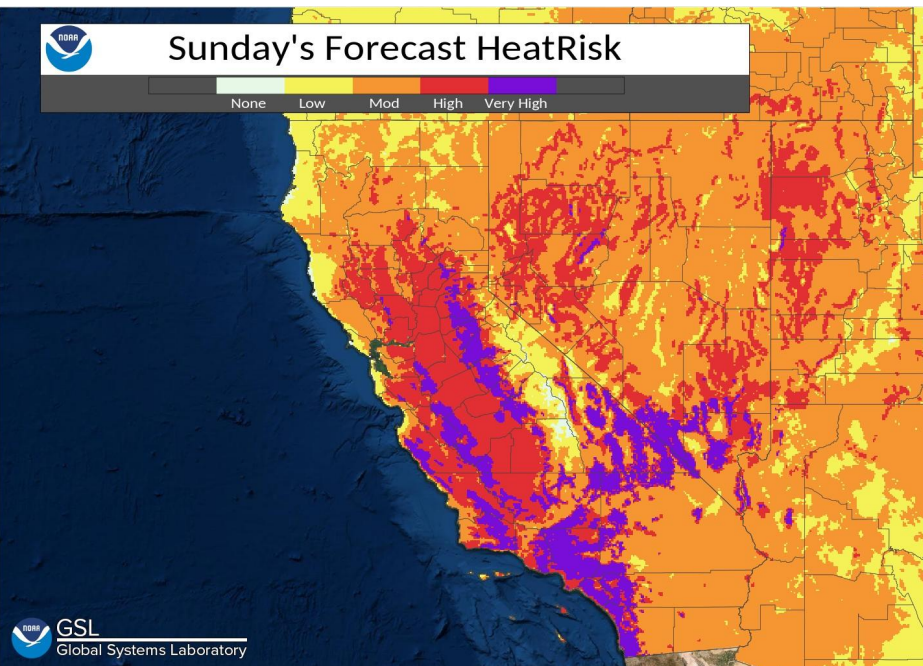 NOAA
Sunday's Forecast HeatRisk
None Low Mod High Very High
NOAA
GSL
Global Systems Laboratory